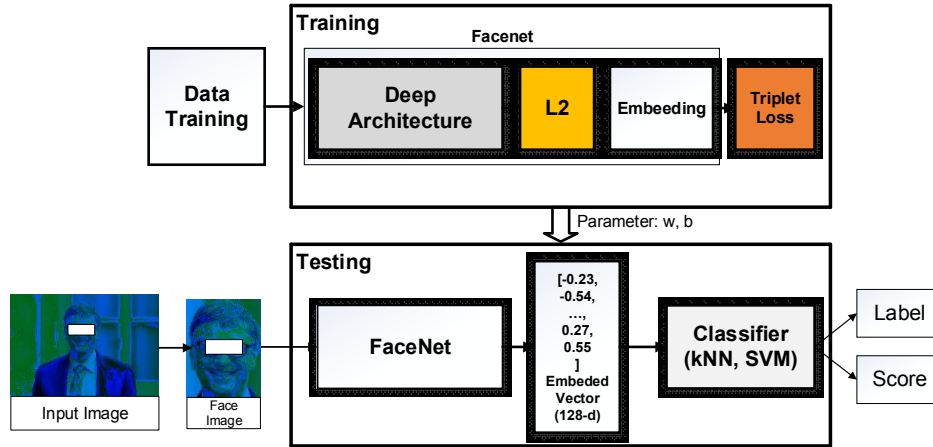 Training
Facenet
Data
Training
Deep
Architecture
L2
Embeeding
Triplet
Loss
Parameter: w, b
Testing
Input Image
Face
Image
FaceNet
[-0.23,
-0.54,
...,
0.27,
0.55
]
Embeded
Vector
(128-d)
Classifier
(kNN, SVM)
Label
Score